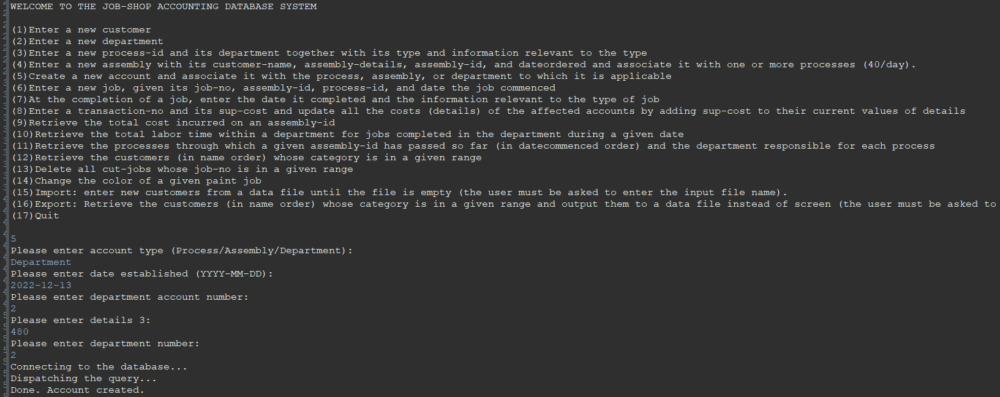 WELCOME TO THE JOB-SHOP ACCOUNTING DATABASE SYSTEM
(1)Enter a new customer
(2)Enter a new department
(3)Enter a new process-id and its department together with its type and information relevant to the type
(4)Enter a new assembly with its customer-name, assembly-details, assembly-id, and dateordered and associate it with one or more processes (40/day).
(5)Create a new account and associate it with the process, assembly, or department to which it is applicable
(6)Enter a new job, given its job-no, assembly-id, process-id, and date the job commenced
(7)At the completion of a job, enter the date it completed and the information relevant to the type of job
(8)Enter a transaction-no and its sup-cost and update all the costs (details) of the affected accounts by adding sup-cost to their current values of details
(9)Retrieve the total cost incurred on an assembly-id
(10)Retrieve the total labor time within a department for jobs completed in the department during a given date
(11)Retrieve the processes through which a given assembly-id has passed so far (in datecommenced order) and the department responsible for each process
(12)Retrieve the customers (in name order) whose category is in a given range
(13)Delete all cut-jobs whose job-no is in a given range
(14)Change the color of a given paint job
(15)Import: enter new customers from a data file until the file is empty (the user must be asked to enter the input file name).
(16)Export: Retrieve the customers (in name order) whose category is in a given range and output them to a data file instead of screen (the user must be asked to
(17)Quit
5
Please enter account type (Process/Assembly/Department):
Department
Please enter date established (YYYY-MM-DD):
2022-12-13
Please enter department account number:
2
Please enter details 3:
480
Please enter department number:
2
Connecting to the database...
Dispatching the query...
Done. Account created.